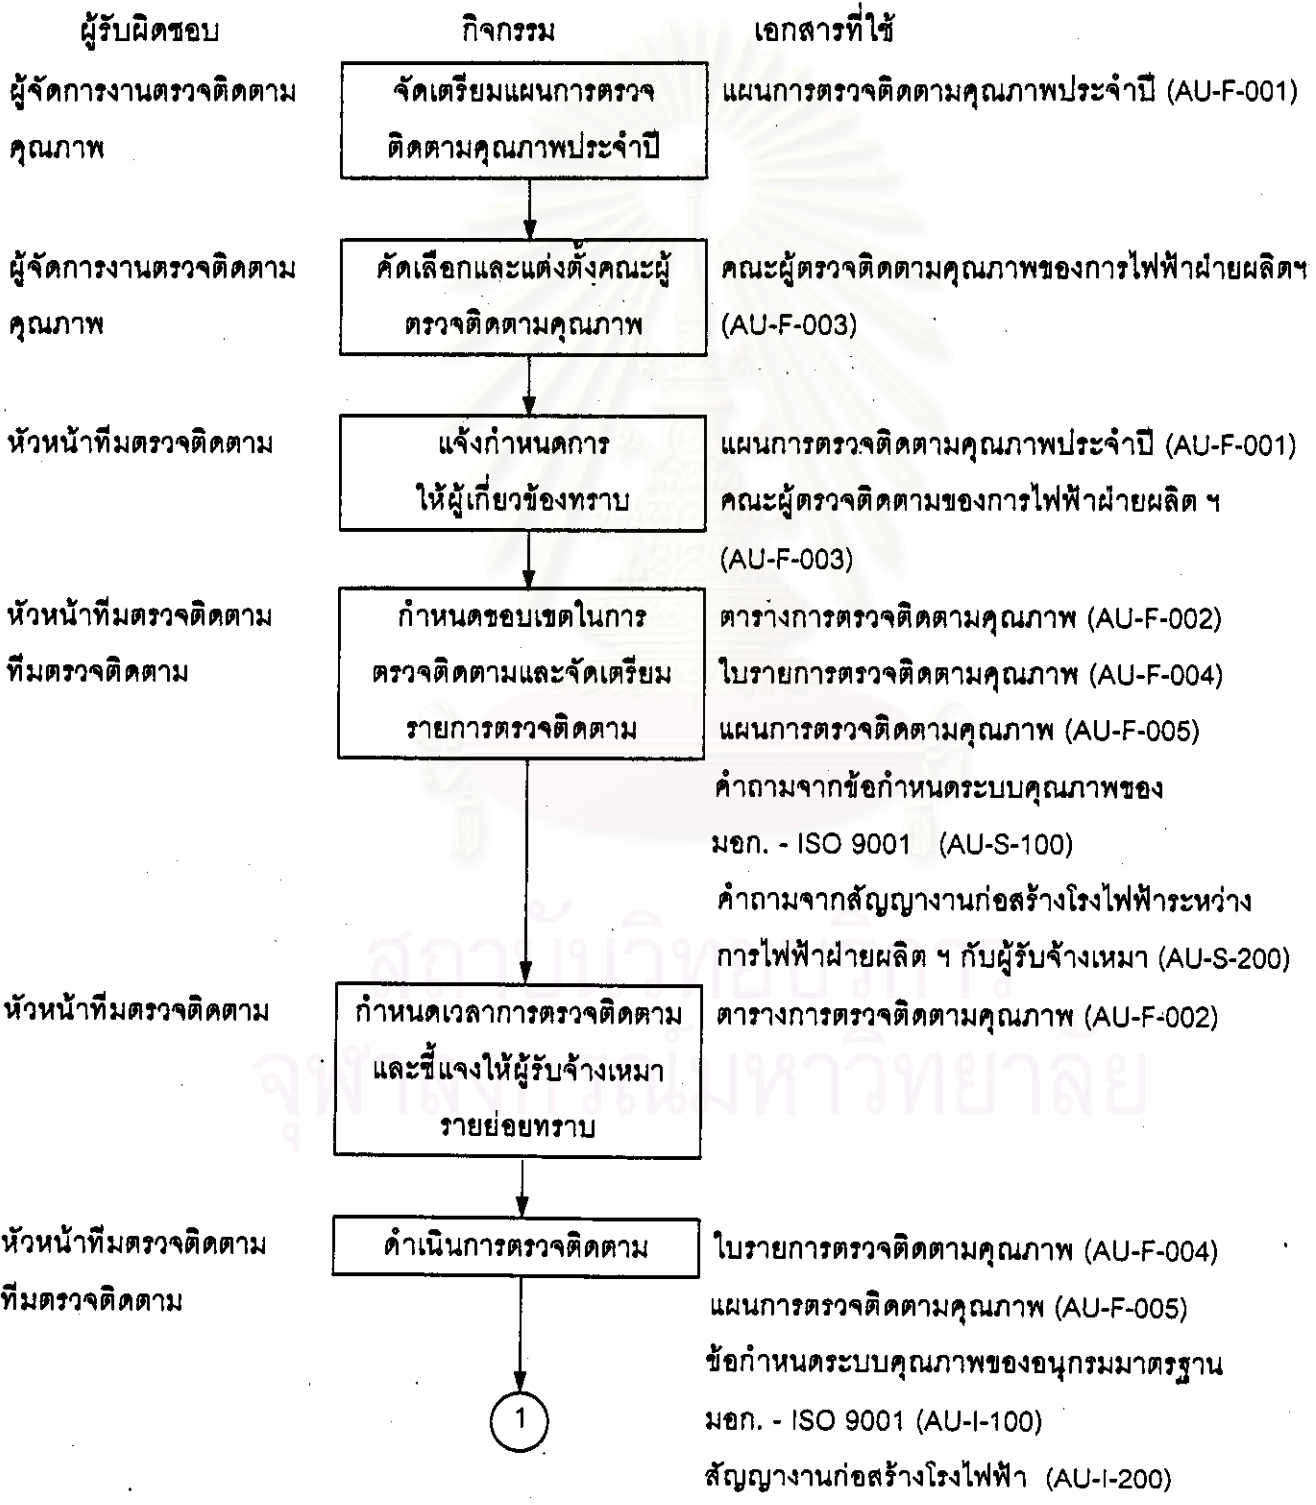 ผู้รับผิดชอบ กิจกรรม เอกสารที่ใช้
ผู้จัดการงานตรวจติดตาม จัดเตรียมแผนการตรวจ แผนการตรวจติดตามคุณภาพประจำปี (AU-F-001)
คุณภาพ ติดตามคุณภาพประจำปี
ผู้จัดการงานตรวจติดตาม คัดเลือกและแต่งตั้งคณะผู้ คณะผู้ตรวจติดตามคุณภาพของการไฟฟ้าฝ่ายผลิตฯ
คุณภาพ ตรวจติดตามคุณภาพ (AU-F-003)
หัวหน้าทีมตรวจติดตาม แจ้งกำหนดการ แผนการตรวจติดตามคุณภาพประจำปี (AU-F-001)
ให้ผู้เกี่ยวข้องทราบ คณะผู้ตรวจติดตามของการไฟฟ้าฝ่ายผลิต ฯ
(AU-F-003)
หัวหน้าทีมตรวจติดตาม กำหนดขอบเขตในการ ตารางการตรวจติดตามคุณภาพ (AU-F-002)
ทีมตรวจติดตาม ตรวจติดตามและจัดเตรียม ใบรายการตรวจติดตามคุณภาพ (AU-F-004)
รายการตรวจติดตาม แผนการตรวจติดตามคุณภาพ (AU-F-005)
คำถามจากข้อกำหนดระบบคุณภาพของ
มอก. - ISO 9001 (AU-S-100)
คำถามจากสัญญางานก่อสร้างโรงไฟฟ้าระหว่าง
การไฟฟ้าฝ่ายผลิต ฯ กับผู้รับจ้างเหมา (AU-S-200)
สถาบันวิทยบริการ
หัวหน้าทีมตรวจติดตาม กำหนดเวลาการตรวจติดตาม ตารางการตรวจติดตามคุณภาพ (AU-F-002)
และชี้แจงให้ผู้รับจ้างเหมา
จุฬาลงกรณ์มหาวิทยาลัย
รายย่อยทราบ
หัวหน้าทีมตรวจติดตาม ดำเนินการตรวจติดตาม ใบรายการตรวจติดตามคุณภาพ (AU-F-004)
ทีมตรวจติดตาม แผนการตรวจติดตามคุณภาพ (AU-F-005)
ข้อกำหนดระบบคุณภาพของอนุกรมมาตรฐาน
1 มอก. - ISO 9001 (AU-I-100)
สัญญางานก่อสร้างโรงไฟฟ้า (AU-I-200)